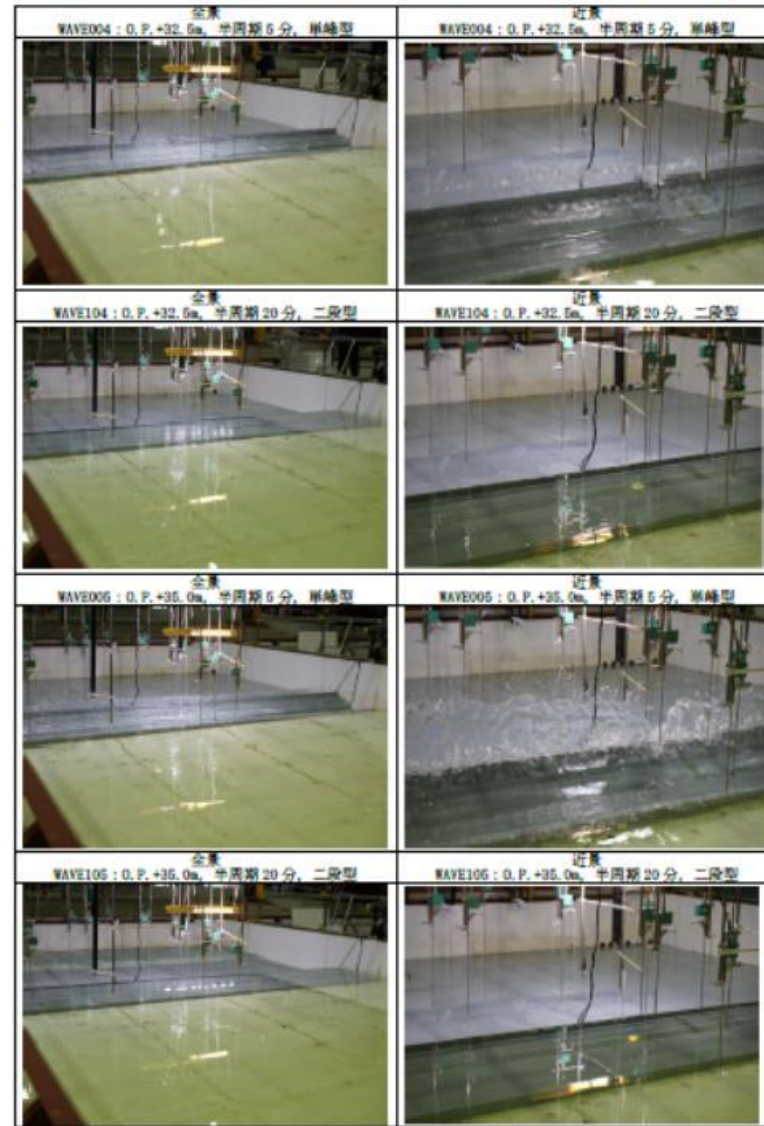 全景
近景
WAVE004：O.P.+32.5m, 半周期5分, 単峰型
WAVE004：O.P.+32.5m, 半周期5分, 単峰型
全景
近景
WAVE104：O.P.+32.5m, 半周期20分, 二段型
WAVE104：O.P.+32.5m, 半周期20分, 二段型
全景
近景
WAVE005：O.P.+35.0m, 半周期5分, 単峰型
WAVE005：O.P.+35.0m, 半周期5分, 単峰型
全景
近景
WAVE105：O.P.+35.0m, 半周期20分, 二段型
WAVE105：O.P.+35.0m, 半周期20分, 二段型